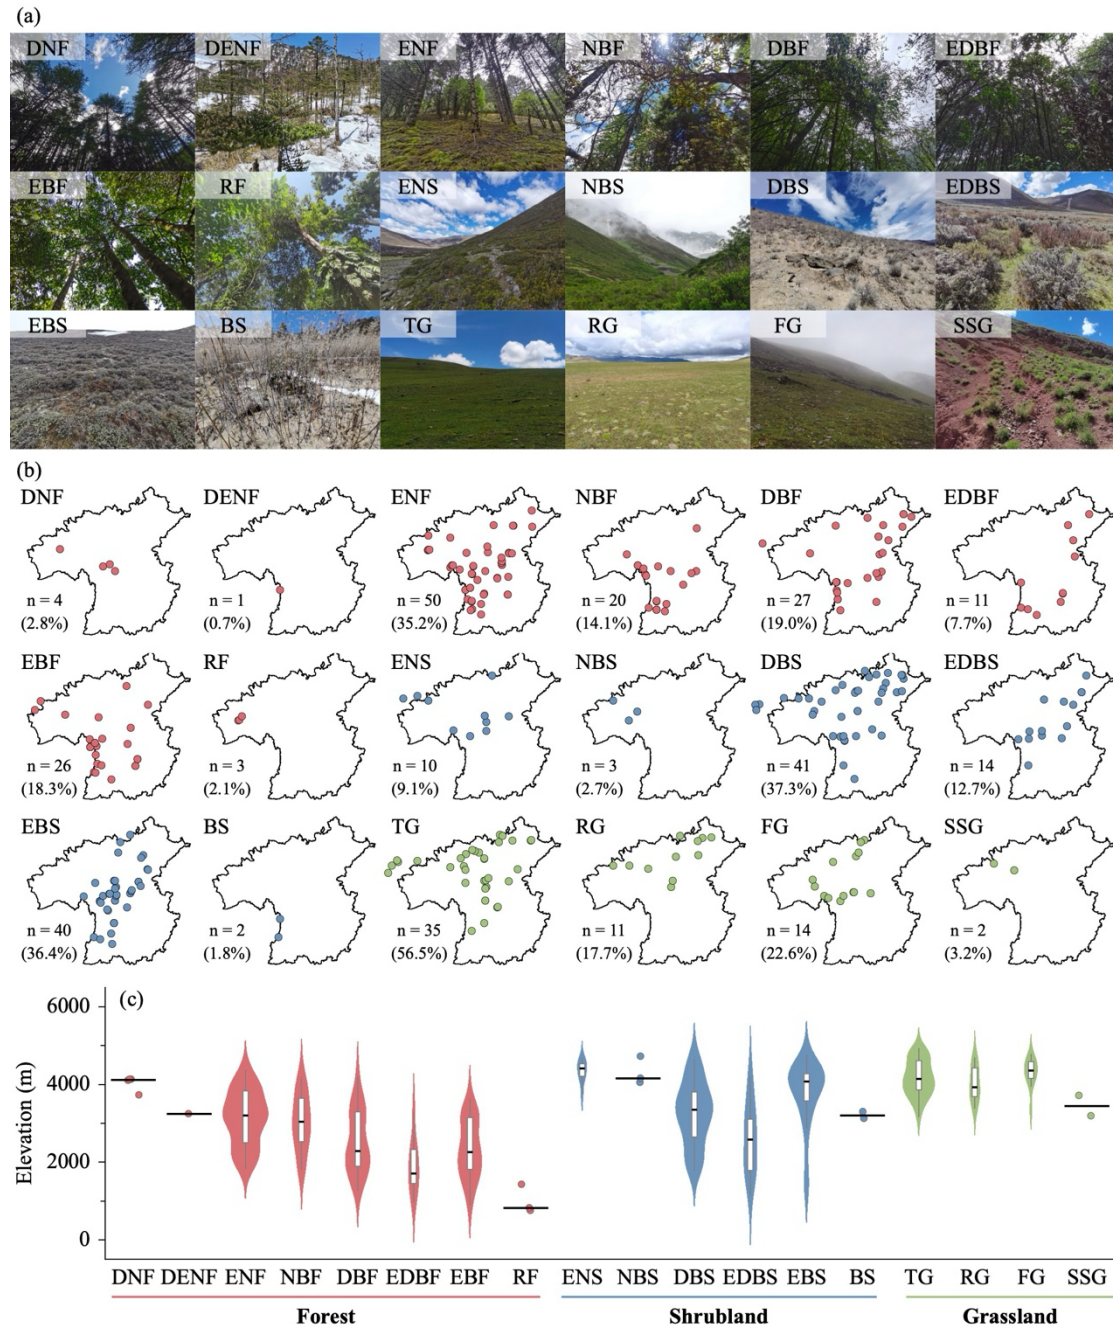 (a)
DNF DENF ENF NBF DBF EDBF
EBF RF ENS NBS DBS EDBS
EBS BS TG RG FG SSG
(b)
DNF DENF ENF NBF DBF EDBF
n = 4 n = 1 n = 50 n = 20 n = 27 n = 11
(2.8%) (0.7%) (35.2%) (14.1%) (19.0%) (7.7%)
EBF RF ENS NBS DBS EDBS
n = 26 n = 3 n = 10 n = 3 n = 41 n = 14
(18.3%) (2.1%) (9.1%) (2.7%) (37.3%) (12.7%)
EBS BS TG RG FG SSG
n = 40 n = 2 n = 35 n = 11 n = 14 n = 2
(36.4%) (1.8%) (56.5%) (17.7%) (22.6%) (3.2%)
(c)
Elevation (m)
6000
4000
2000
0
DNF DENF ENF NBF DBF EDBF EBF RF ENS NBS DBS EDBS EBS BS TG RG FG SSG
Forest Shrubland Grassland